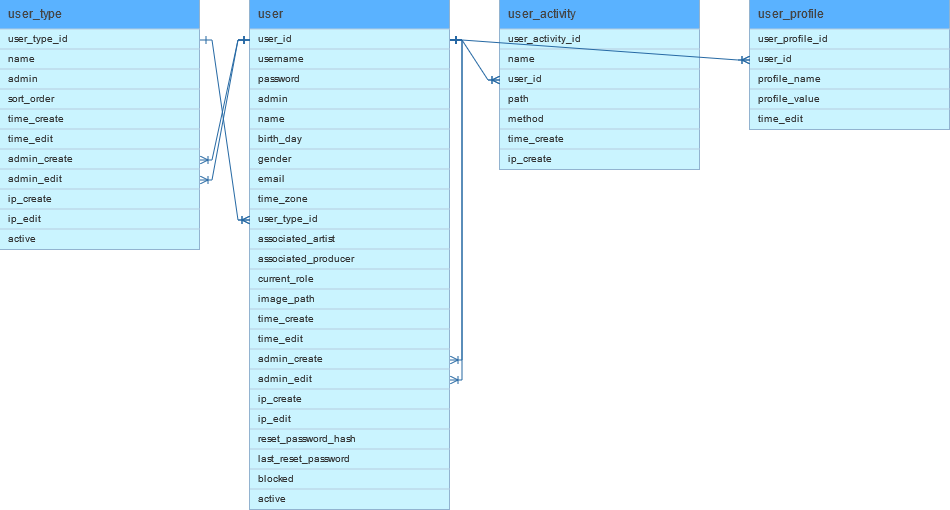 user_type
user_type_id
name
admin
sort_order
time_create
time_edit
admin_create
admin_edit
ip_create
ip_edit
active
user
user_id
username
password
admin
name
birth_day
gender
email
time_zone
user_type_id
associated_artist
associated_producer
current_role
image_path
time_create
time_edit
admin_create
admin_edit
ip_create
ip_edit
reset_password_hash
last_reset_password
blocked
active
user_activity
user_activity_id
name
user_id
path
method
time_create
ip_create
user_profile
user_profile_id
user_id
profile_name
profile_value
time_edit